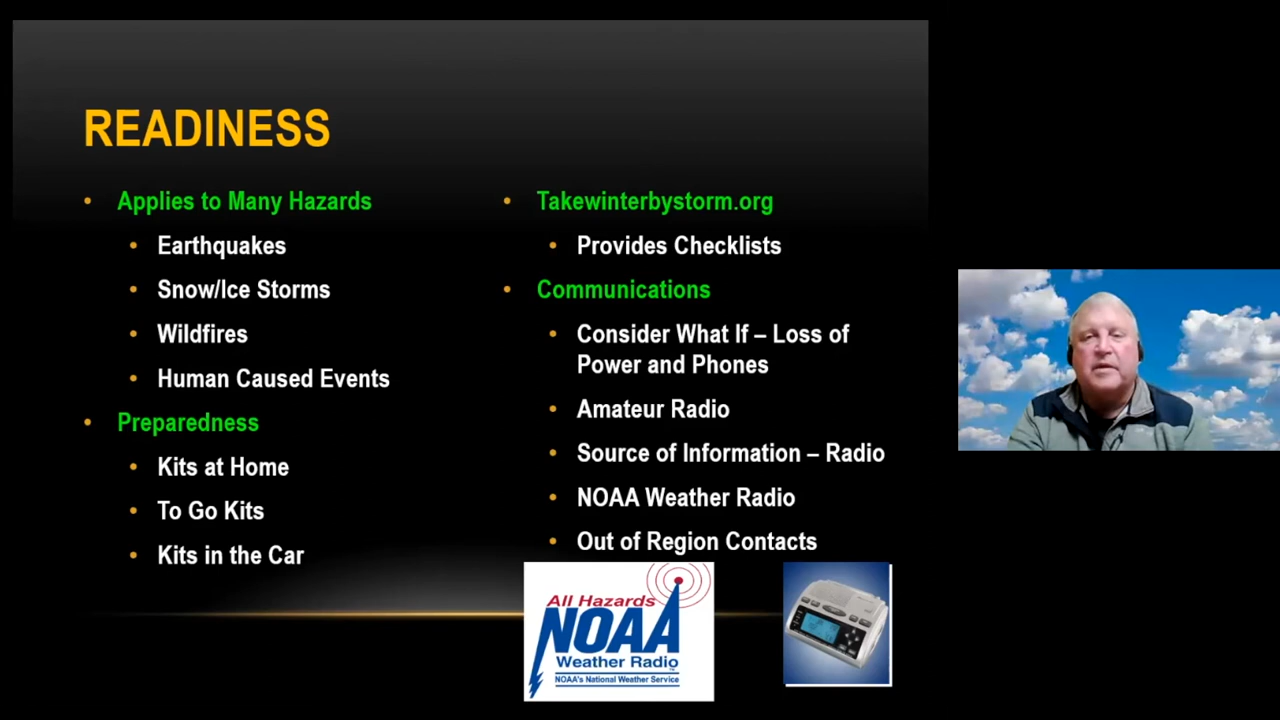 READINESS
• Applies to Many Hazards
• Earthquakes
• Snow/Ice Storms
• Wildfires
• Human Caused Events
• Preparedness
• Kits at Home
• To Go Kits
• Kits in the Car
• Takewinterbystorm.org
• Provides Checklists
• Communications
• Consider What If – Loss of
Power and Phones
• Amateur Radio
• Source of Information – Radio
• NOAA Weather Radio
• Out of Region Contacts
All Hazards
NOAA
Weather Radio
NOAA's National Weather Service